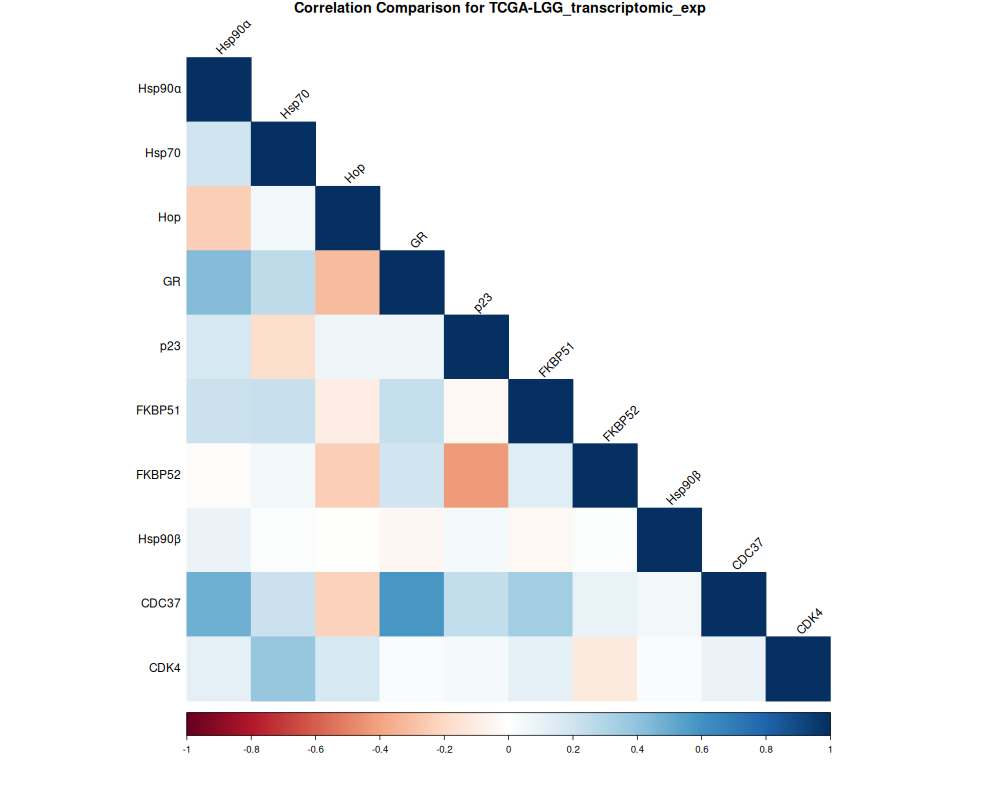 Correlation Comparison for TCGA-LGG_transcriptomic_exp
Hsp90α
Hsp90α
Hsp70
Hsp70
Hop
Hop
GR
GR
p23
p23
FKBP51
FKBP51
FKBP52
FKBP52
Hsp90β
Hsp90β
CDC37
CDC37
CDK4
CDK4
-1 -0.8 -0.6 -0.4 -0.2 0 0.2 0.4 0.6 0.8 1